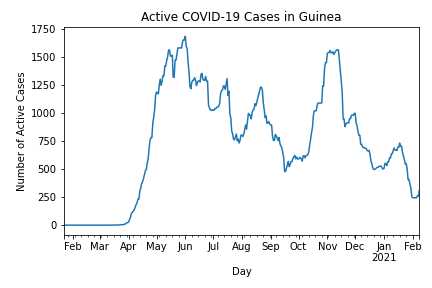 Active COVID-19 Cases in Guinea
Number of Active Cases
1750
1500
1250
1000
750
500
250
0
Feb Mar Apr May Jun Jul Aug Sep Oct Nov Dec Jan Feb
2021
Day